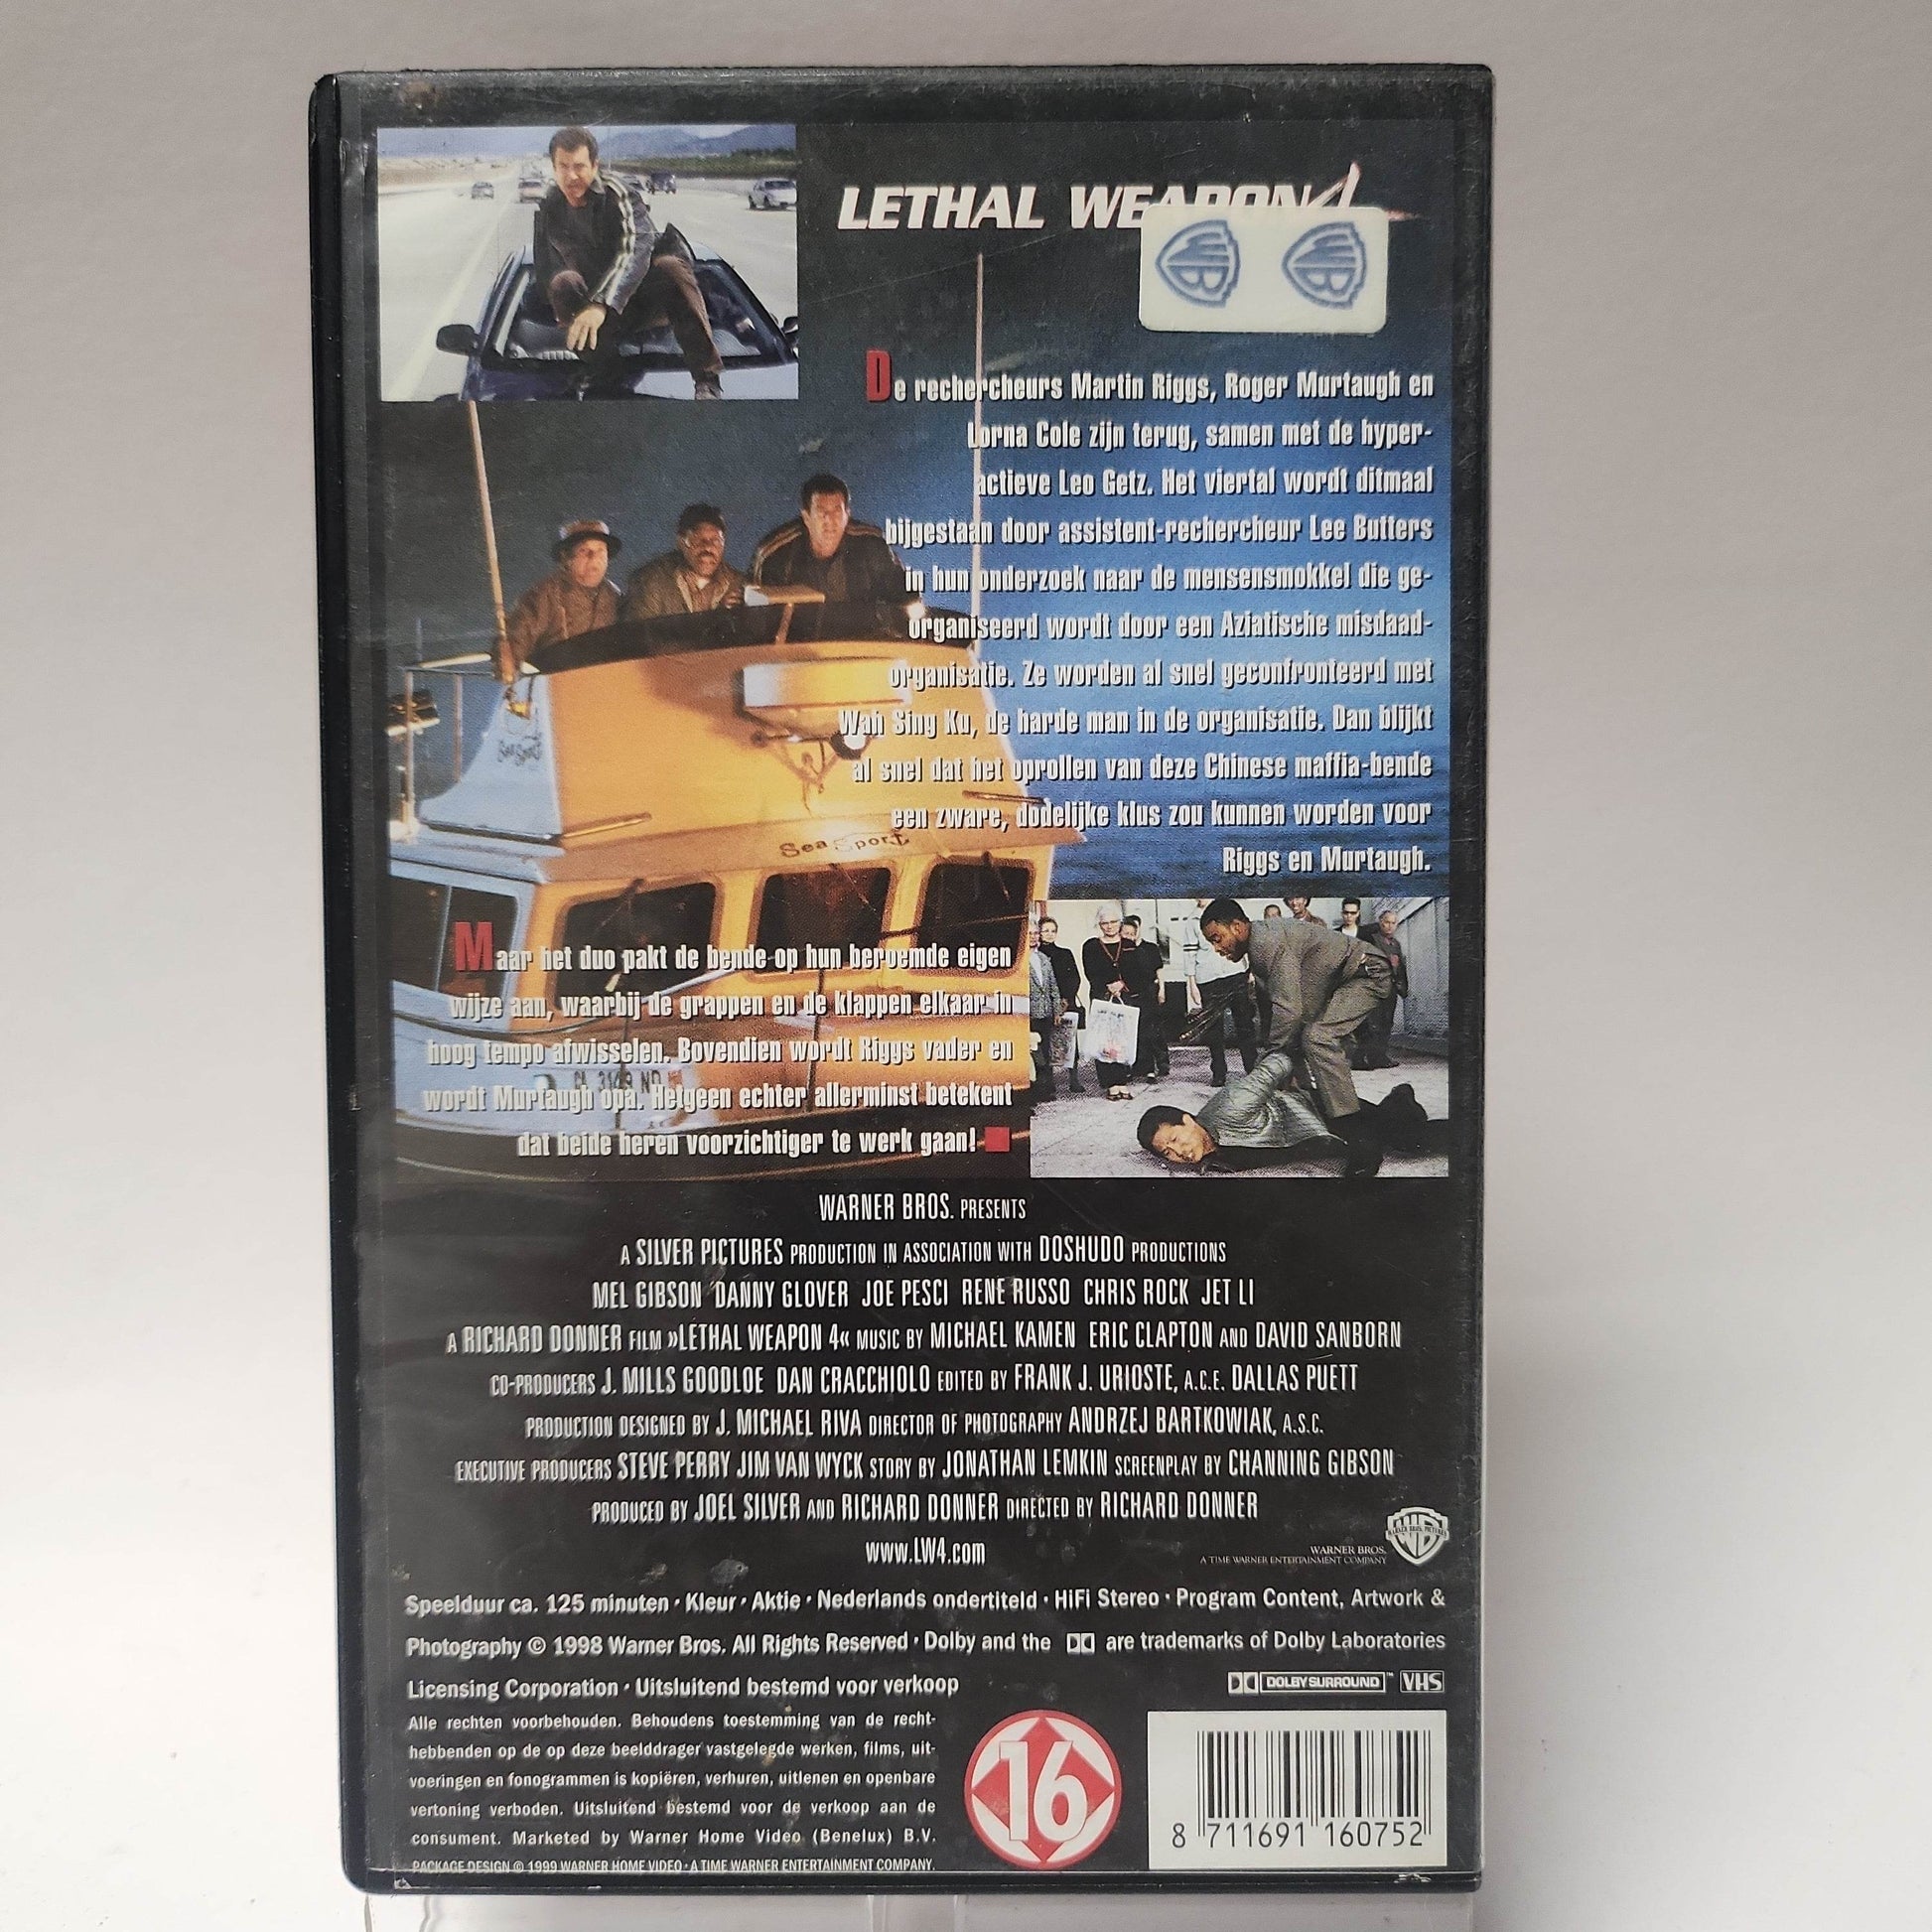 LETHAL WEAPON 4
De rechercheurs Martin Riggs, Roger Murtaugh en
Lorna Cole zijn terug, samen met de hyper-
actieve Leo Getz. Het viertal wordt ditmaal
bijgestaan door assistent-rechercheur Lee Butters
in hun onderzoek naar de mensensmokkel die ge-
organiseerd wordt door een Aziatische misdaad-
organisatie. Ze worden al snel geconfronteerd met
Wah Sing Ku, de harde man in de organisatie. Dan blijkt
al snel dat het oprollen van deze Chinese maffia-bende
een zware, dodelijke klus zou kunnen worden voor
Riggs en Murtaugh.
Sea Sport
Sea Sport
Maar het duo pakt de bende op hun beroemde eigen
wijze aan, waarbij de grappen en de klappen elkaar in
hoog tempo afwisselen. Bovendien wordt Riggs vader en
wordt Murtaugh opa. Hetgeen echter allerminst betekent
dat beide heren voorzichtiger te werk gaan!
WARNER BROS. PRESENTS
A SILVER PICTURES PRODUCTION IN ASSOCIATION WITH DOSHUDO PRODUCTIONS
MEL GIBSON DANNY GLOVER JOE PESCI RENE RUSSO CHRIS ROCK JET LI
A RICHARD DONNER FILM »LETHAL WEAPON 4« MUSIC BY MICHAEL KAMEN ERIC CLAPTON AND DAVID SANBORN
CO-PRODUCERS J. MILLS GOODLOE DAN CRACCHIOLO EDITED BY FRANK J. URIOSTE, A.C.E. DALLAS PUETT
PRODUCTION DESIGNED BY J. MICHAEL RIVA DIRECTOR OF PHOTOGRAPHY ANDRZEJ BARTKOWIAK, A.S.C.
EXECUTIVE PRODUCERS STEVE PERRY JIM VAN WYCK STORY BY JONATHAN LEMKIN SCREENPLAY BY CHANNING GIBSON
PRODUCED BY JOEL SILVER AND RICHARD DONNER DIRECTED BY RICHARD DONNER
www.LW4.com
WARNER BROS.
A TIME WARNER ENTERTAINMENT COMPANY
WARNER BROS. PICTURES
Speelduur ca. 125 minuten · Kleur · Aktie · Nederlands ondertiteld · HiFi Stereo · Program Content, Artwork &
Photography © 1998 Warner Bros. All Rights Reserved · Dolby and the are trademarks of Dolby Laboratories
Licensing Corporation · Uitsluitend bestemd voor verkoop
DOLBY SURROUND ™ VHS
Alle rechten voorbehouden. Behoudens toestemming van de recht-
hebbenden op de op deze beelddrager vastgelegde werken, films, uit-
voeringen en fonogrammen is kopiëren, verhuren, uitlenen en openbare
vertoning verboden. Uitsluitend bestemd voor de verkoop aan de
consument. Marketed by Warner Home Video (Benelux) B.V.
PACKAGE DESIGN © 1999 WARNER HOME VIDEO · A TIME WARNER ENTERTAINMENT COMPANY.
16
8 711691 160752